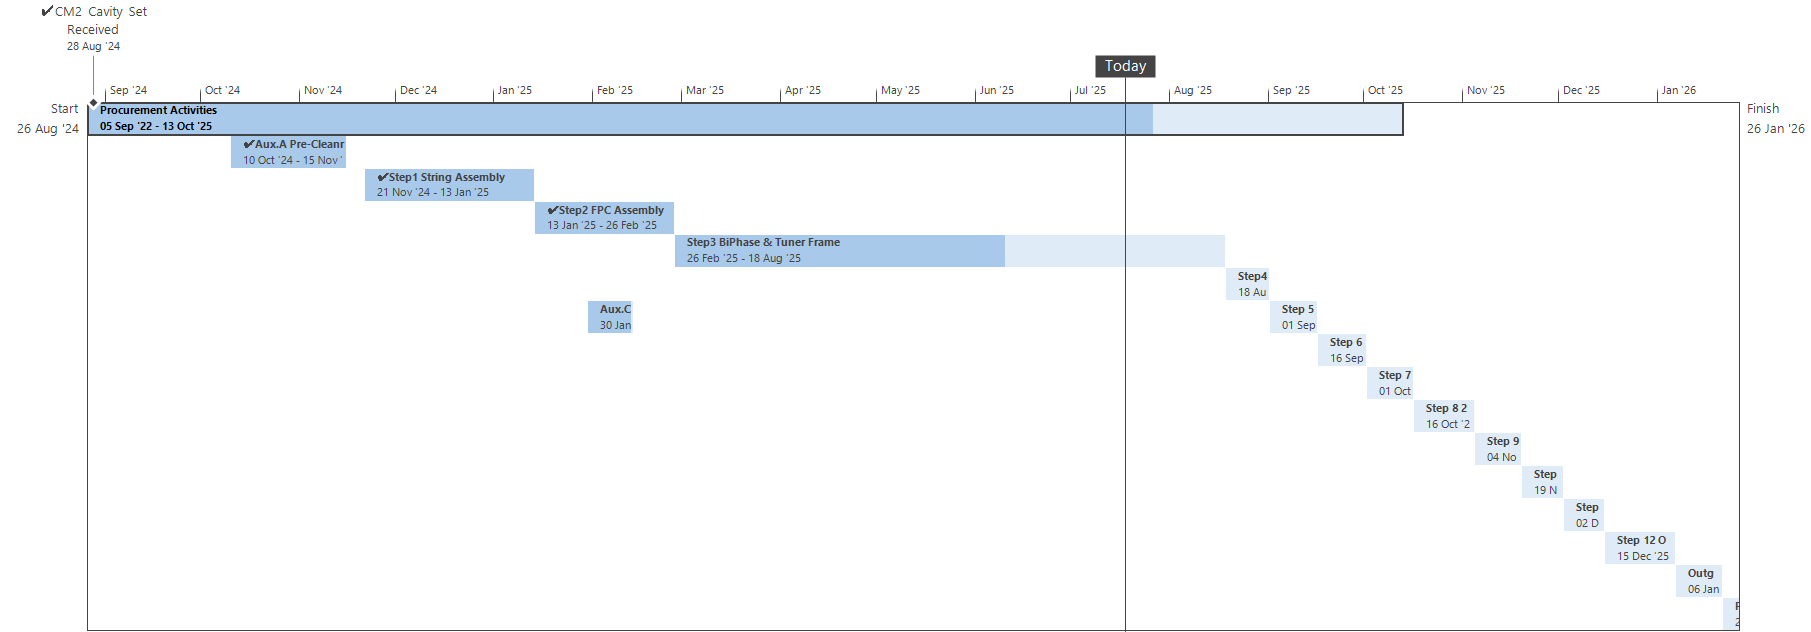 ✔CM2 Cavity Set
Received
28 Aug '24
Today
Sep '24
Oct '24
Nov '24
Dec '24
Jan '25
Feb '25
Mar '25
Apr '25
May '25
Jun '25
Jul '25
Aug '25
Sep '25
Oct '25
Nov '25
Dec '25
Jan '26
Start
26 Aug '24
Finish
26 Jan '26
Procurement Activities
05 Sep '22 - 13 Oct '25
✔Aux.A Pre-Cleanr
10 Oct '24 - 15 Nov '
✔Step1 String Assembly
21 Nov '24 - 13 Jan '25
✔Step2 FPC Assembly
13 Jan '25 - 26 Feb '25
Step3 BiPhase & Tuner Frame
26 Feb '25 - 18 Aug '25
Step4
18 Au
Aux.C
30 Jan
Step 5
01 Sep
Step 6
16 Sep
Step 7
01 Oct
Step 8 2
16 Oct '2
Step 9
04 No
Step
19 N
Step
02 D
Step 12 O
15 Dec '25
Outg
06 Jan